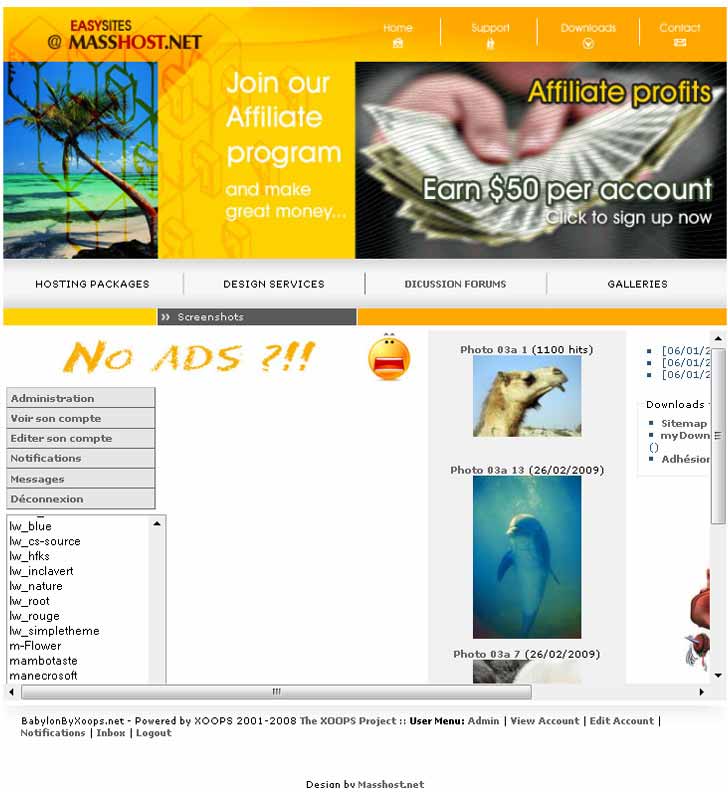 EASYSITES
@ MASSHOST.NET
Home
Support
Downloads
Contact
Join our
Affiliate
program
and make
great money...
Affiliate profits
Earn $50 per account
Click to sign up now
HOSTING PACKAGES
DESIGN SERVICES
DICUSSION FORUMS
GALLERIES
Screenshots
No ADS ?!!
Administration
Voir son compte
Editer son compte
Notifications
Messages
Déconnexion
lw_blue
lw_cs-source
lw_hfks
lw_inclavert
lw_nature
lw_root
lw_rouge
lw_simpletheme
m-Flower
mambotaste
manecrosoft
Photo 03a 1 (1100 hits)
Photo 03a 13 (26/02/2009)
Photo 03a 7 (26/02/2009)
[06/01/2
[06/01/2
[06/01/2
Downloads
Sitemap
myDown
()
Adhésion
BabylonByXoops.net - Powered by XOOPS 2001-2008 The XOOPS Project :: User Menu: Admin | View Account | Edit Account |
Notifications | Inbox | Logout
Design by Masshost.net